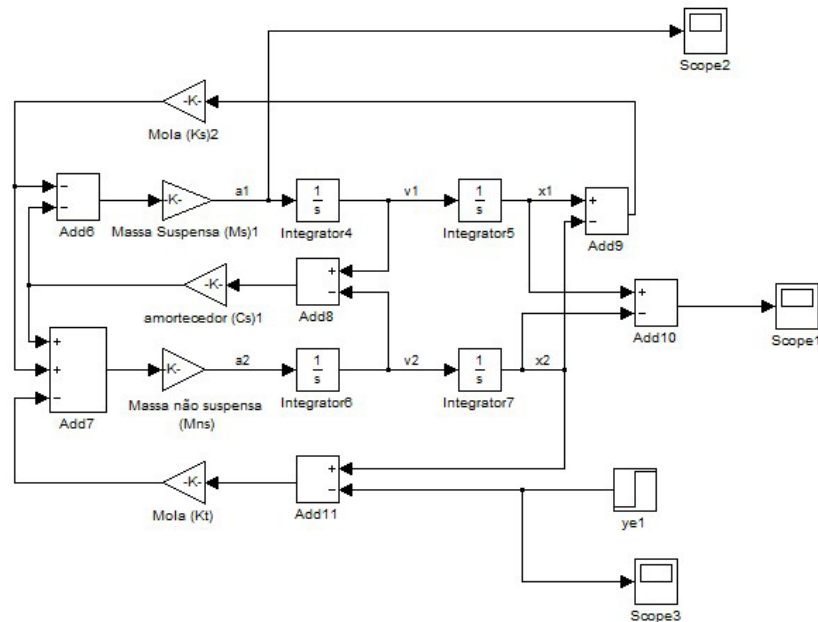 Scope2
-K-
Mola (Ks)2
-
-
Add6
-K-
Massa Suspensa (Ms)1
a1
1
s
Integrator4
v1
1
s
Integrator5
x1
+
-
Add9
-K-
amortecedor (Cs)1
+
-
Add8
+
-
Add10
Scope1
+
+
-
Add7
-K-
Massa não suspensa
(Mns)
a2
1
s
Integrator6
v2
1
s
Integrator7
x2
-K-
Mola (Kt)
+
-
Add11
ye1
Scope3